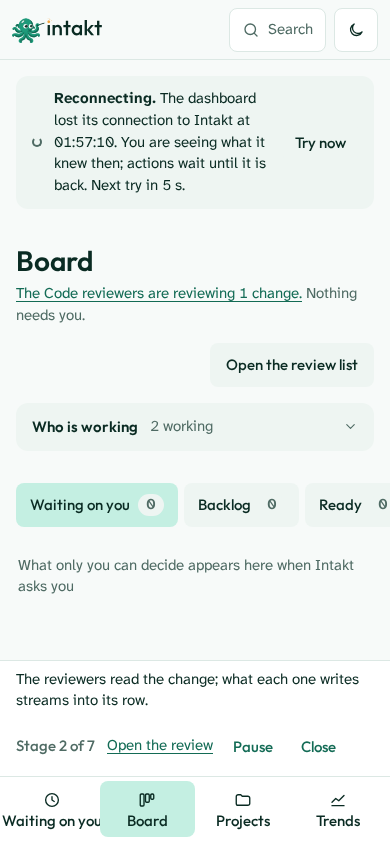 intakt
Search
Reconnecting. The dashboard
lost its connection to Intakt at
01:57:10. You are seeing what it
knew then; actions wait until it is
back. Next try in 5 s.
Try now
Board
The Code reviewers are reviewing 1 change. Nothing
needs you.
Open the review list
Who is working 2 working
Waiting on you 0 Backlog 0 Ready 0
What only you can decide appears here when Intakt
asks you
The reviewers read the change; what each one writes
streams into its row.
Stage 2 of 7 Open the review Pause Close
Waiting on you Board Projects Trends